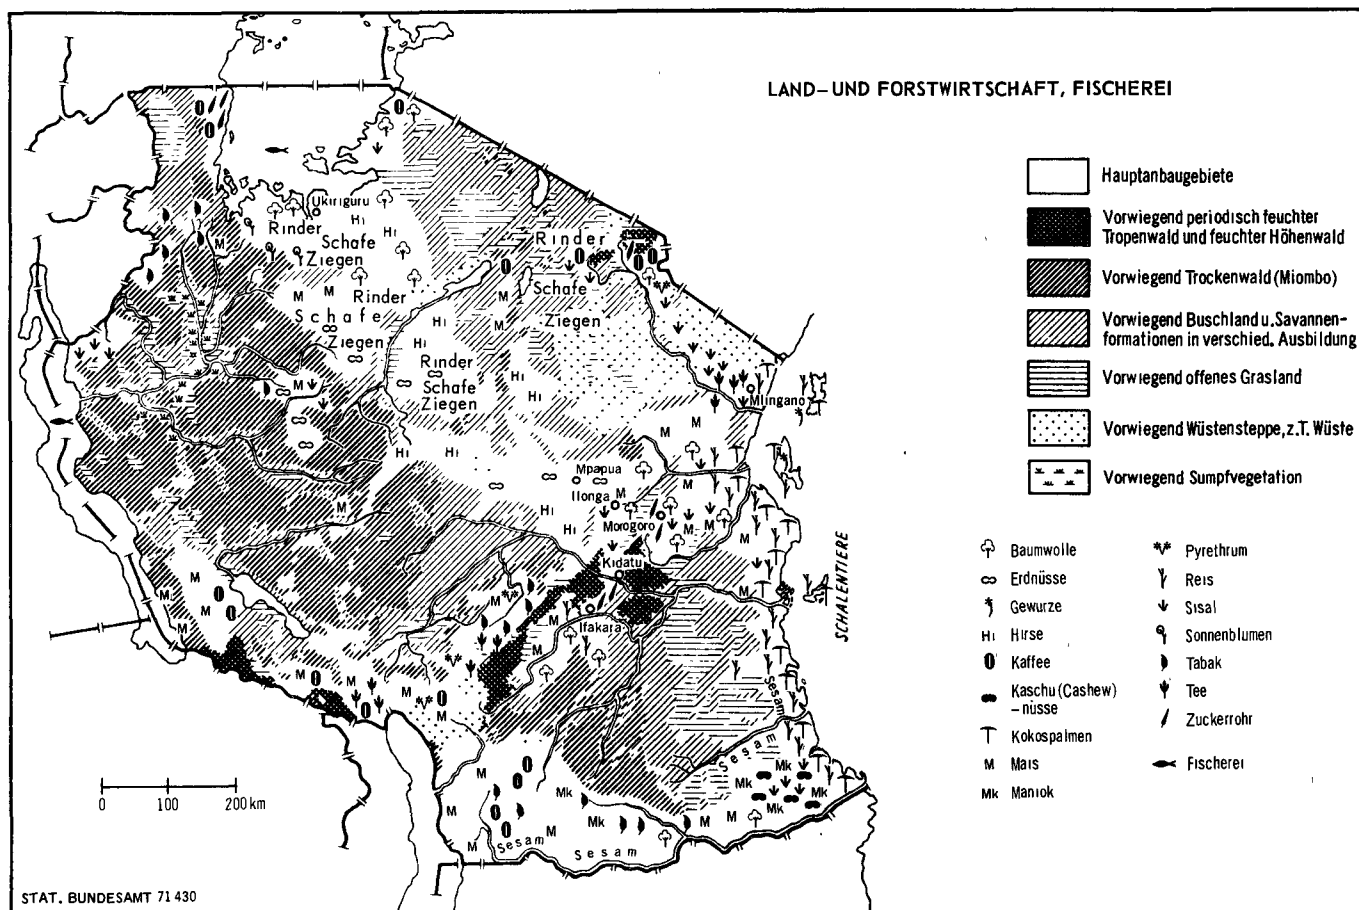 LAND- UND FORSTWIRTSCHAFT, FISCHEREI
Hauptanbaugebiete
Vorwiegend periodisch feuchter
Tropenwald und feuchter Höhenwald
Vorwiegend Trockenwald (Miombo)
Vorwiegend Buschland u. Savannen-
formationen in verschied. Ausbildung
Vorwiegend offenes Grasland
Vorwiegend Wüstensteppe, z.T. Wüste
Vorwiegend Sumpfvegetation
Baumwolle
Erdnüsse
Gewürze
Hi Hirse
Kaffee
Kaschu (Cashew)
-nüsse
Kokospalmen
M Mais
Mk Maniok
Pyrethrum
Reis
Sisal
Sonnenblumen
Tabak
Tee
Zuckerrohr
Fischerei
Ukiriguru
Hi
Rinder
Schafe
Ziegen
Rinder
Schafe
Ziegen
Rinder
Schafe
Ziegen
Rinder
Schafe
Ziegen
Mlingano
Mpapua
Ilonga
Morogoro
Kidatu
Ifakara
SCHALENTIERE
Sesam
Sesam
Sesam
Sesam
0 100 200 km
STAT. BUNDESAMT 71 430